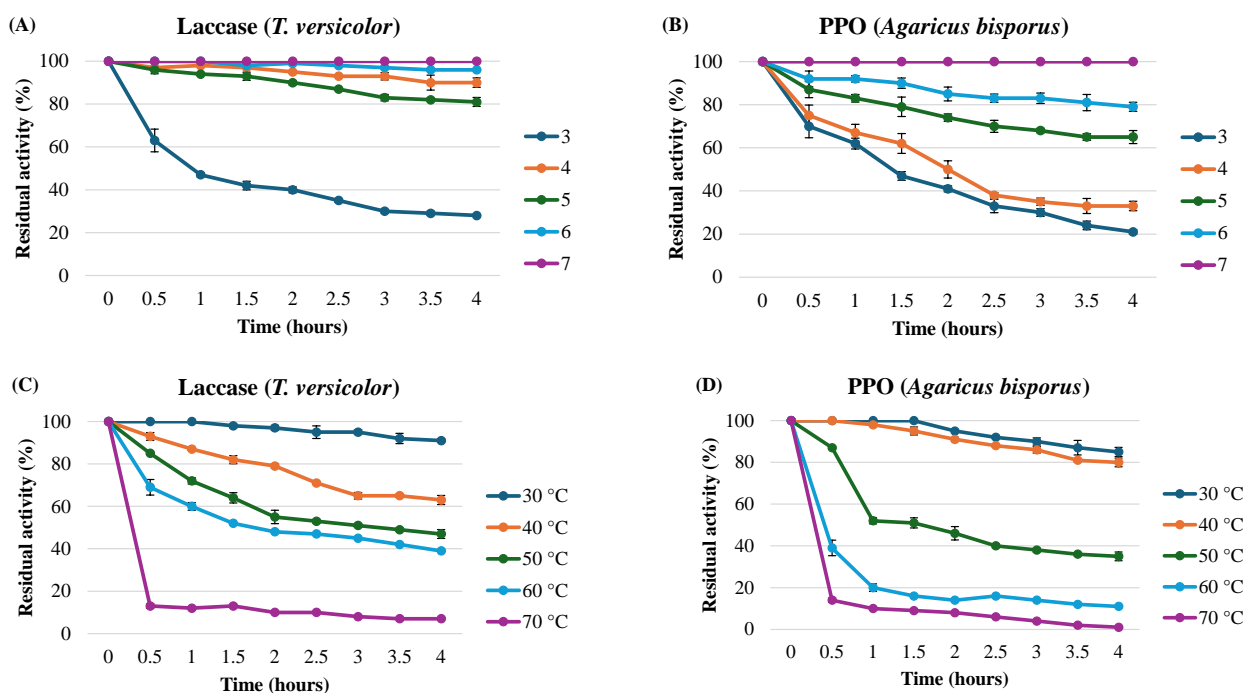 (A)
Laccase (T. versicolor)
Residual activity (%)
100
80
60
40
20
0
0 0.5 1 1.5 2 2.5 3 3.5 4
Time (hours)
3
4
5
6
7
(B)
PPO (Agaricus bisporus)
Residual activity (%)
100
80
60
40
20
0
0 0.5 1 1.5 2 2.5 3 3.5 4
Time (hours)
3
4
5
6
7
(C)
Laccase (T. versicolor)
Residual activity (%)
100
80
60
40
20
0
0 0.5 1 1.5 2 2.5 3 3.5 4
Time (hours)
30 °C
40 °C
50 °C
60 °C
70 °C
(D)
PPO (Agaricus bisporus)
Residual activity (%)
100
80
60
40
20
0
0 0.5 1 1.5 2 2.5 3 3.5 4
Time (hours)
30 °C
40 °C
50 °C
60 °C
70 °C